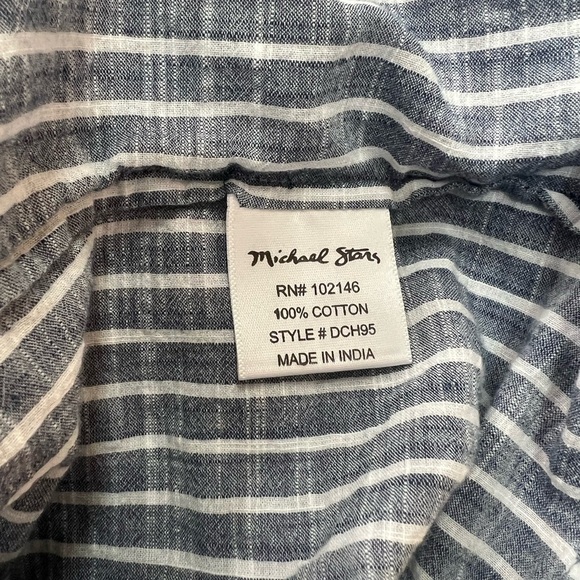 Michael Stars
RN# 102146
100% COTTON
STYLE # DCH95
MADE IN INDIA